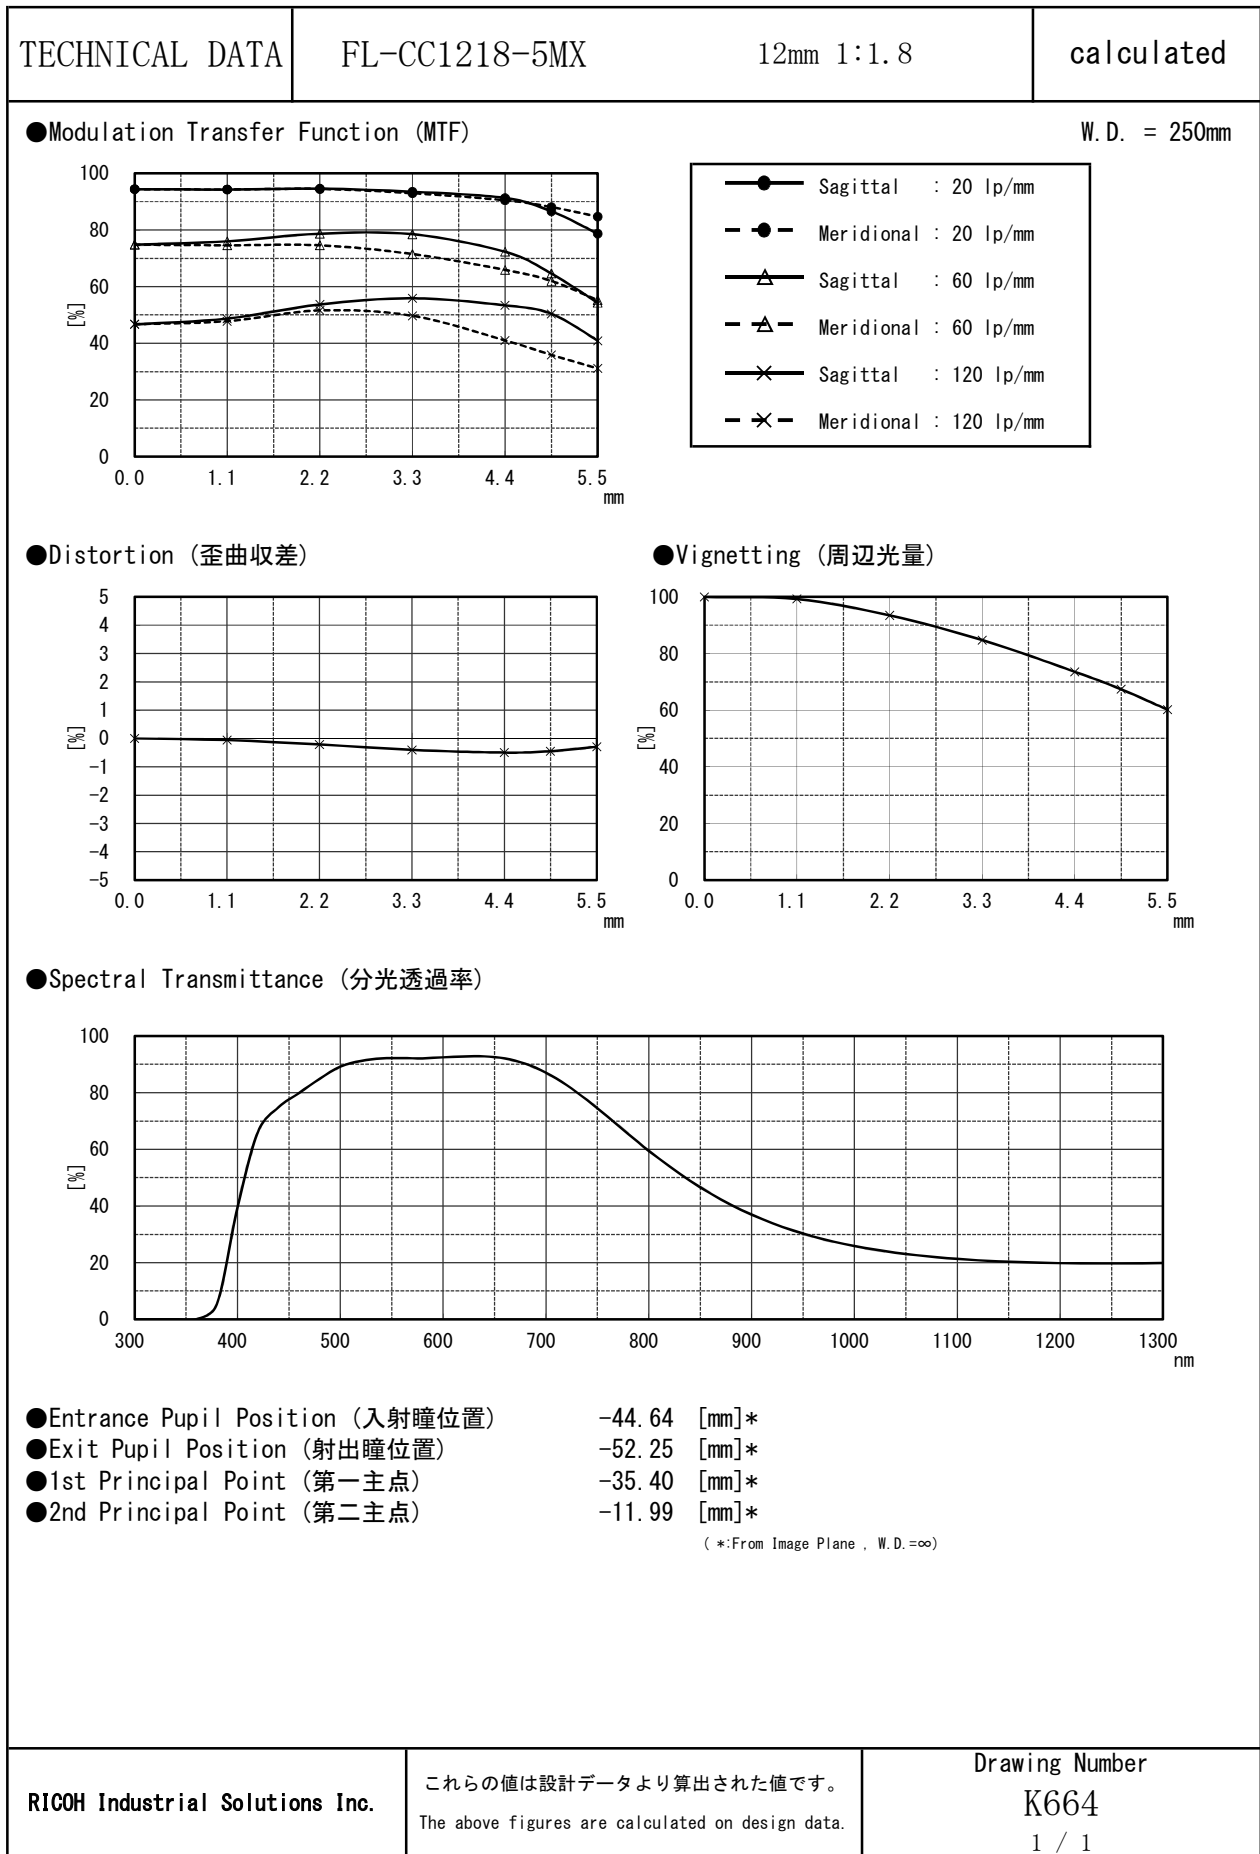 TECHNICAL DATA FL-CC1218-5MX 12mm 1:1.8 calculated
●Modulation Transfer Function (MTF) W.D. = 250mm
100
80
60
40
20
0
[%]
0.0 1.1 2.2 3.3 4.4 5.5
mm
Sagittal : 20 lp/mm
Meridional : 20 lp/mm
Sagittal : 60 lp/mm
Meridional : 60 lp/mm
Sagittal : 120 lp/mm
Meridional : 120 lp/mm
●Distortion (歪曲収差)
5
4
3
2
1
0
-1
-2
-3
-4
-5
[%]
0.0 1.1 2.2 3.3 4.4 5.5
mm
●Vignetting (周辺光量)
100
80
60
40
20
0
[%]
0.0 1.1 2.2 3.3 4.4 5.5
mm
●Spectral Transmittance (分光透過率)
100
80
60
40
20
0
[%]
300 400 500 600 700 800 900 1000 1100 1200 1300
nm
●Entrance Pupil Position (入射瞳位置) -44.64 [mm]*
●Exit Pupil Position (射出瞳位置) -52.25 [mm]*
●1st Principal Point (第一主点) -35.40 [mm]*
●2nd Principal Point (第二主点) -11.99 [mm]*
( *:From Image Plane , W.D.=∞)
RICOH Industrial Solutions Inc.
これらの値は設計データより算出された値です。
The above figures are calculated on design data.
Drawing Number
K664
1 / 1